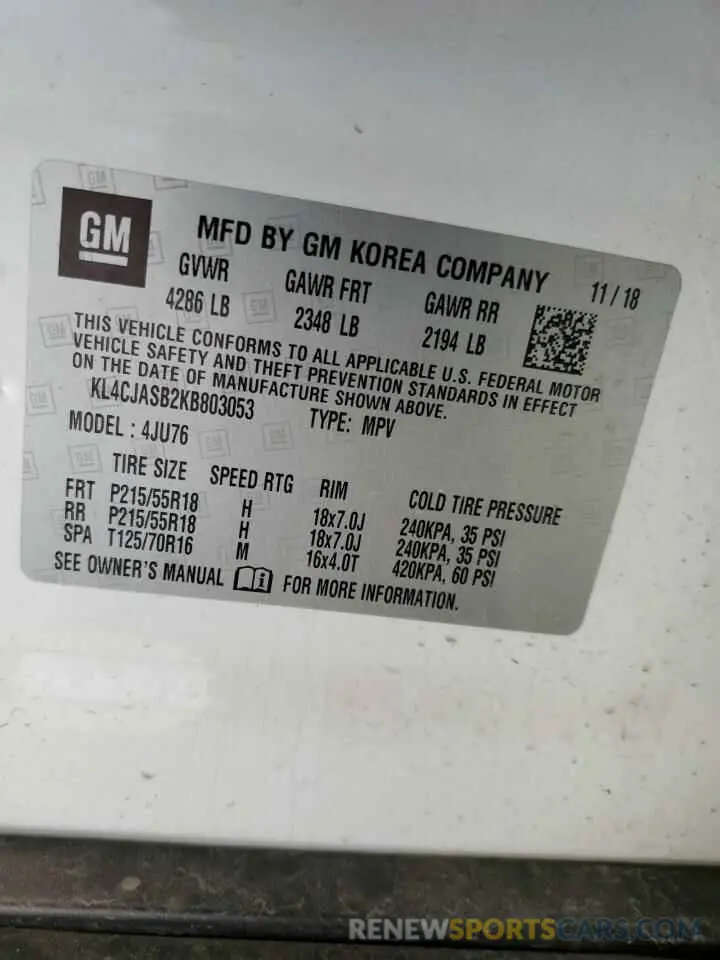 GM
MFD BY GM KOREA COMPANY 11 / 18
GVWR GAWR FRT GAWR RR
4286 LB 2348 LB 2194 LB
THIS VEHICLE CONFORMS TO ALL APPLICABLE U.S. FEDERAL MOTOR
VEHICLE SAFETY AND THEFT PREVENTION STANDARDS IN EFFECT
ON THE DATE OF MANUFACTURE SHOWN ABOVE.
KL4CJASB2KB803053 TYPE: MPV
MODEL : 4JU76
TIRE SIZE SPEED RTG RIM COLD TIRE PRESSURE
FRT P215/55R18 H 18x7.0J 240KPA, 35 PSI
RR P215/55R18 H 18x7.0J 240KPA, 35 PSI
SPA T125/70R16 M 16x4.0T 420KPA, 60 PSI
SEE OWNER'S MANUAL FOR MORE INFORMATION.
RENEWSPORTSCARS.COM